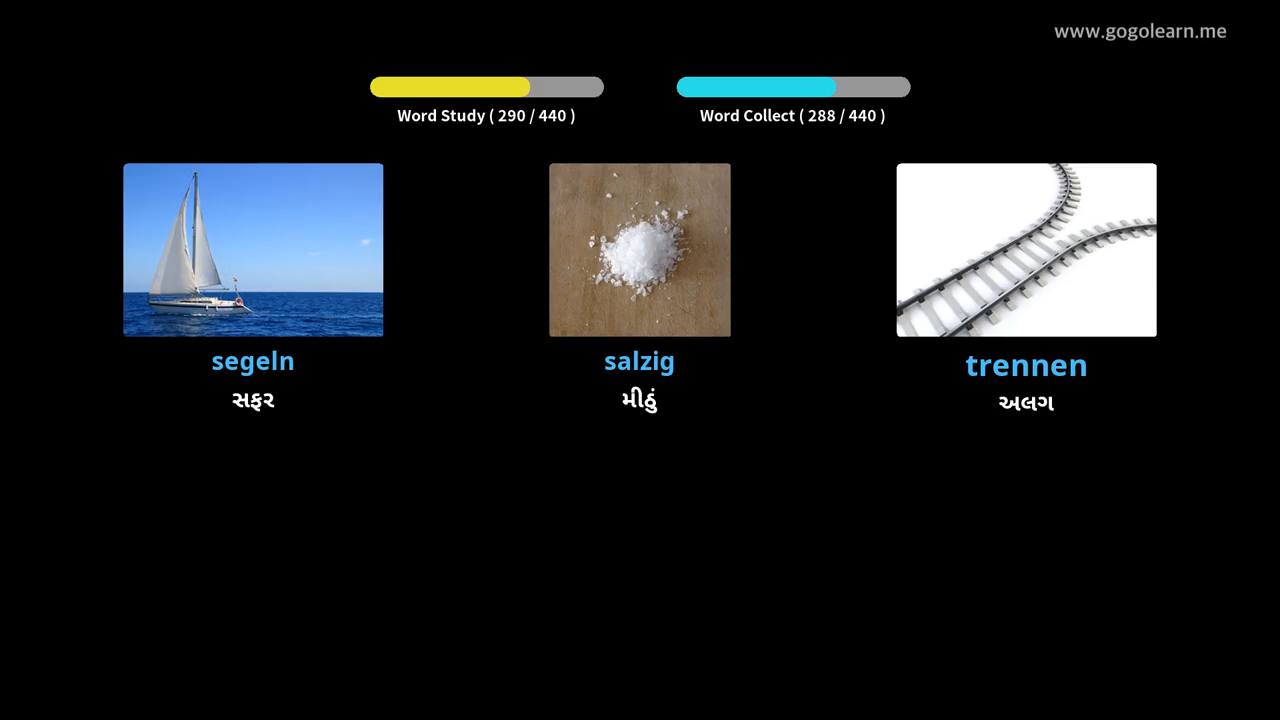 www.gogolearn.me
Word Study ( 290 / 440 )
Word Collect ( 288 / 440 )
segeln
સફર
salzig
મીઠું
trennen
અલગ